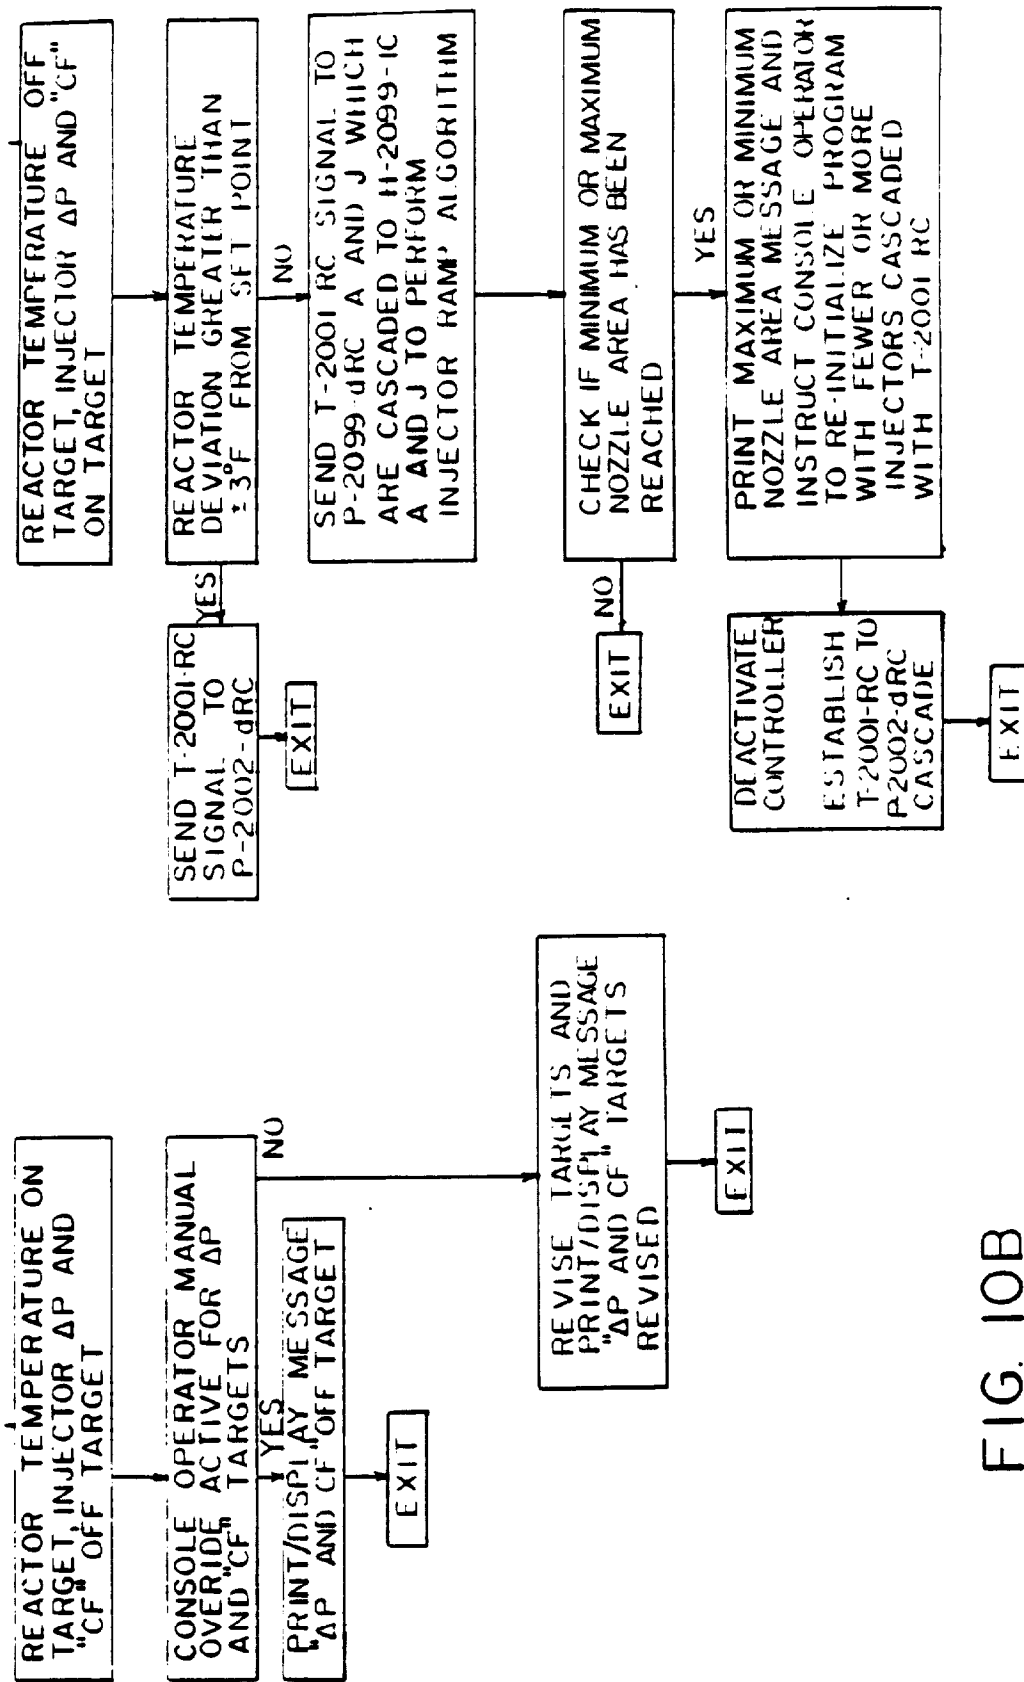 REACTOR TEMPERATURE ON
TARGET, INJECTOR ΔP AND
"CF" OFF TARGET
CONSOLE OPERATOR MANUAL
OVERRIDE ACTIVE FOR ΔP
AND "CF" TARGETS
YES
NO
PRINT/DISPLAY MESSAGE
"ΔP AND CF" OFF TARGET
EXIT
REVISE TARGETS AND
PRINT/DISPLAY MESSAGE
"ΔP AND CF" TARGETS
REVISED
EXIT
REACTOR TEMPERATURE OFF
TARGET, INJECTOR ΔP AND "CF"
ON TARGET
REACTOR TEMPERATURE
DEVIATION GREATER THAN
± 3°F FROM SET POINT
YES
NO
SEND T-2001-RC
SIGNAL TO
P-2002-dRC
EXIT
SEND T-2001 RC SIGNAL TO
P-2099-dRC A AND J WHICH
ARE CASCADED TO H-2099-IC
A AND J TO PERFORM
INJECTOR RAMP ALGORITHM
CHECK IF MINIMUM OR MAXIMUM
NOZZLE AREA HAS BEEN
REACHED
NO
EXIT
YES
PRINT MAXIMUM OR MINIMUM
NOZZLE AREA MESSAGE AND
INSTRUCT CONSOLE OPERATOR
TO RE-INITIALIZE PROGRAM
WITH FEWER OR MORE
INJECTORS CASCADED
WITH T-2001 RC
DEACTIVATE
CONTROLLER
ESTABLISH
T-2001-RC TO
P-2002-dRC
CASCADE
EXIT
FIG. 10B